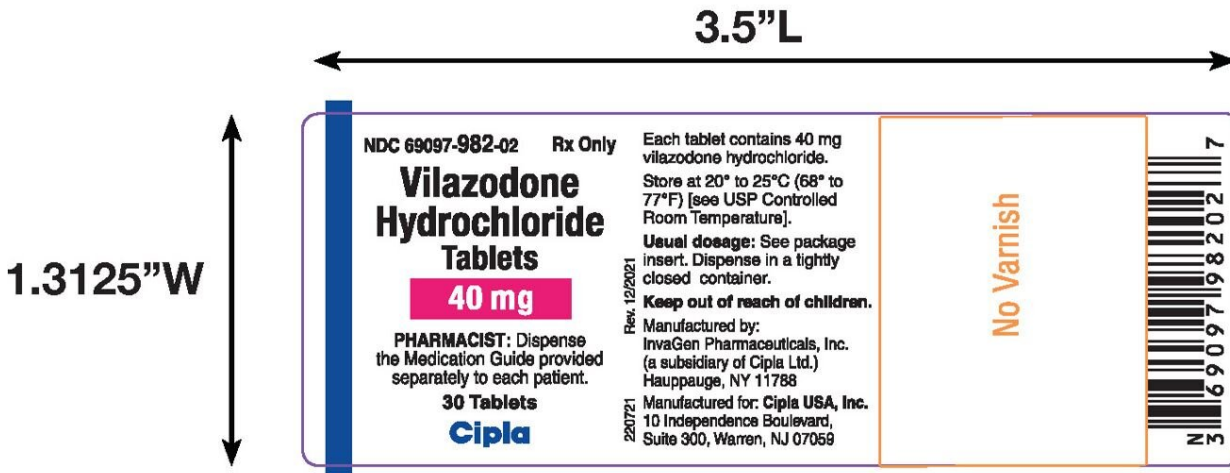 3.5”L
1.3125”W
NDC 69097-982-02 Rx Only
Vilazodone
Hydrochloride
Tablets
40 mg
PHARMACIST: Dispense
the Medication Guide provided
separately to each patient.
30 Tablets
Cipla
Each tablet contains 40 mg
vilazodone hydrochloride.
Store at 20° to 25°C (68° to
77°F) [see USP Controlled
Room Temperature].
Usual dosage: See package
insert. Dispense in a tightly
closed container.
Keep out of reach of children.
Manufactured by:
InvaGen Pharmaceuticals, Inc.
(a subsidiary of Cipla Ltd.)
Hauppauge, NY 11788
Manufactured for: Cipla USA, Inc.
10 Independence Boulevard,
Suite 300, Warren, NJ 07059
220721 Rev. 12/2021
No Varnish
N 3 69097 98202 7